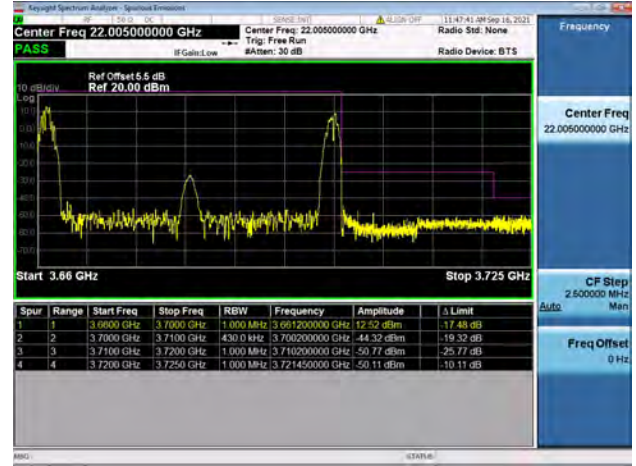 Keysight Spectrum Analyzer - Spurious Emissions
RF 50 Ω DC SENSE:INT ALIGN OFF 11:47:41 AM Sep 16, 2021
Center Freq 22.005000000 GHz Center Freq: 22.005000000 GHz Radio Std: None
Trig: Free Run
PASS IFGain:Low #Atten: 30 dB Radio Device: BTS
Ref Offset 5.5 dB
10 dB/div Ref 20.00 dBm
Log
Start 3.66 GHz Stop 3.725 GHz
Spur Range Start Freq Stop Freq RBW Frequency Amplitude Δ Limit
1 1 3.6600 GHz 3.7000 GHz 1.000 MHz 3.661200000 GHz 12.52 dBm -17.48 dB
2 2 3.7000 GHz 3.7100 GHz 430.0 kHz 3.700200000 GHz -44.32 dBm -19.32 dB
3 3 3.7100 GHz 3.7200 GHz 1.000 MHz 3.710200000 GHz -50.77 dBm -25.77 dB
4 4 3.7200 GHz 3.7250 GHz 1.000 MHz 3.721450000 GHz -50.11 dBm -10.11 dB
MSG STATUS
Frequency
Center Freq
22.005000000 GHz
CF Step
2.500000 MHz
Auto Man
Freq Offset
0 Hz